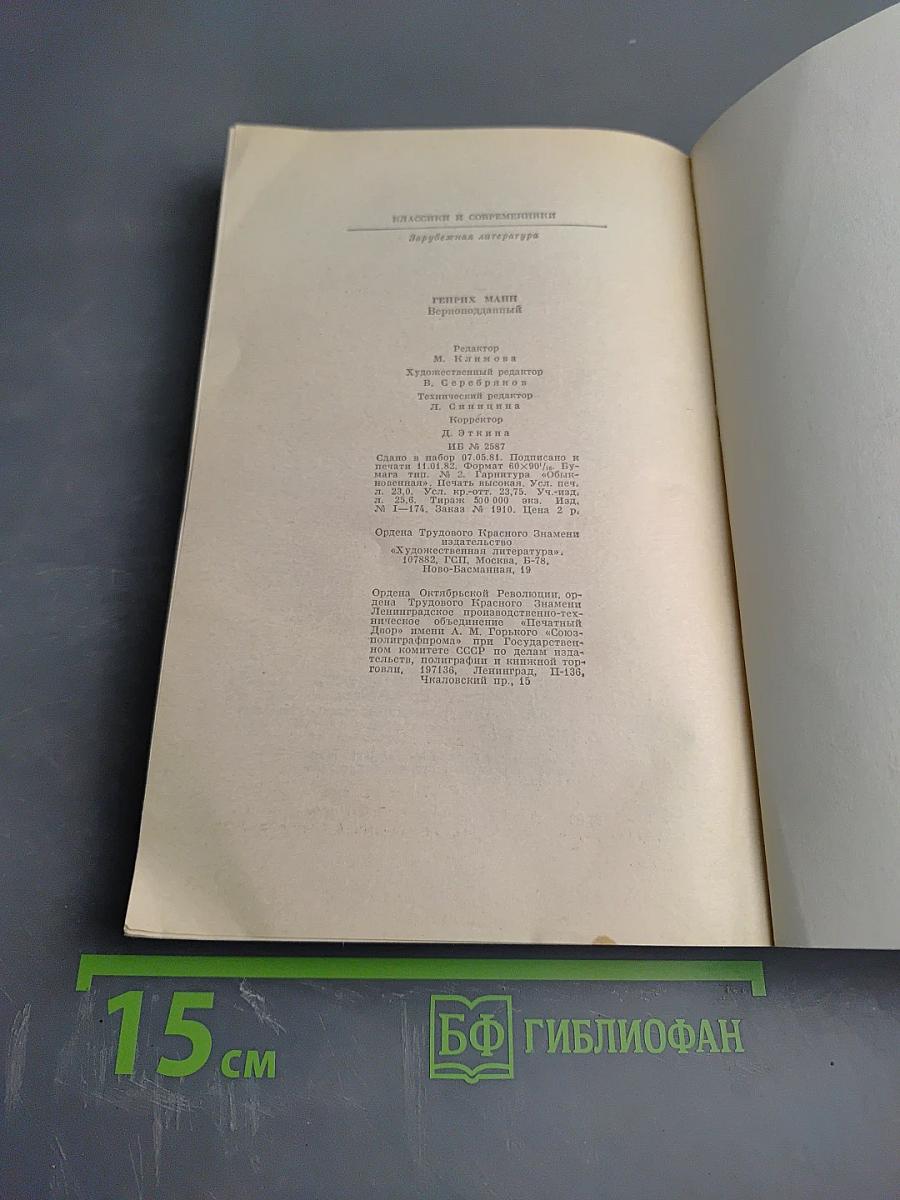 КЛАССИКИ И СОВРЕМЕННИКИ
Зарубежная литература
ГЕНРИХ МАНН
Верноподданный
Редактор
М. Климова
Художественный редактор
В. Серебряков
Технический редактор
Л. Синицина
Корректор
Д. Эткина
ИБ № 2587
Сдано в набор 07.05.81. Подписано к
печати 11.01.82. Формат 60×90¹/₁₆. Бу-
мага тип. № 2. Гарнитура «Обык-
новенная». Печать высокая. Усл. печ.
л. 23,0. Усл. кр.-отт. 23,75. Уч.-изд.
л. 25,6. Тираж 500 000 экз. Изд.
№ I—174. Заказ № 1910. Цена 2 р.
Ордена Трудового Красного Знамени
издательство
«Художественная литература».
107882, ГСП, Москва, Б-78,
Ново-Басманная, 19
Ордена Октябрьской Революции, ор-
дена Трудового Красного Знамени
Ленинградское производственно-тех-
ническое объединение «Печатный
Двор» имени А. М. Горького «Союз-
полиграфпрома» при Государствен-
ном комитете СССР по делам изда-
тельств, полиграфии и книжной тор-
говли, 197136, Ленинград, П-136,
Чкаловский пр., 15
15 см
БФ ГИБЛИОФАН